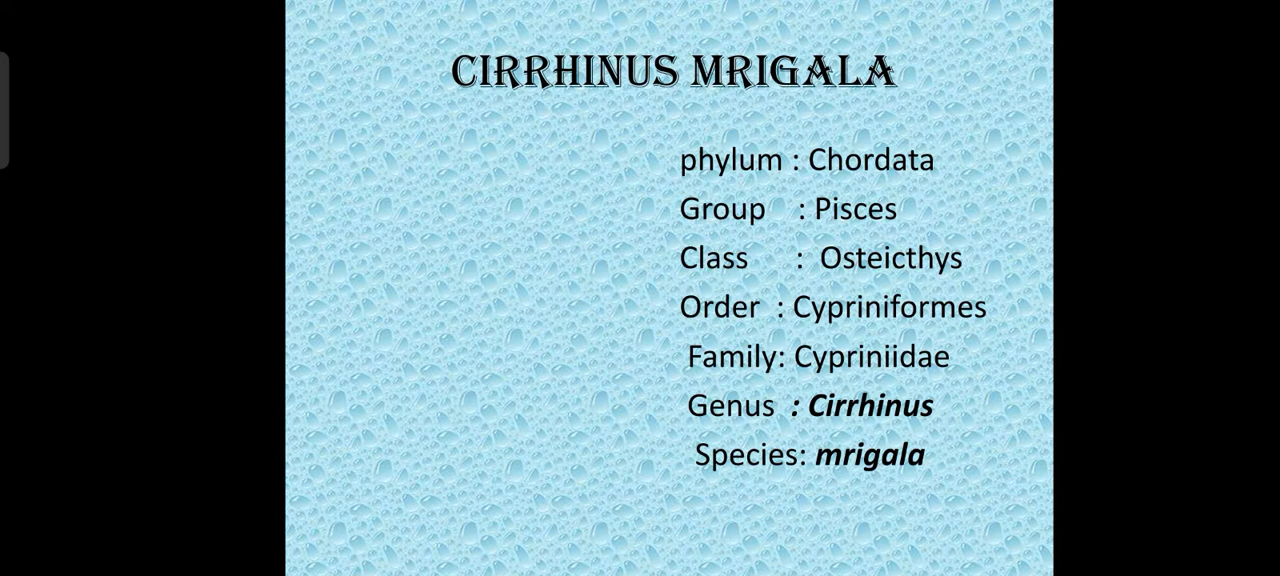 CIRRHINUS MRIGALA
phylum : Chordata
Group : Pisces
Class : Osteicthys
Order : Cypriniformes
Family: Cypriniidae
Genus : Cirrhinus
Species: mrigala